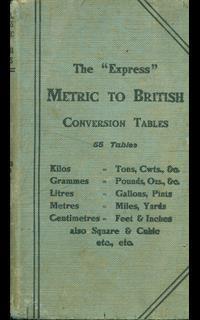 The "Express"
METRIC TO BRITISH
CONVERSION TABLES
55 Tables
Kilos - Tons, Cwts., &c.
Grammes - Pounds, Ozs., &c.
Litres - Gallons, Pints
Metres - Miles, Yards
Centimetres - Feet & Inches
also Square & Cubic
etc., etc.